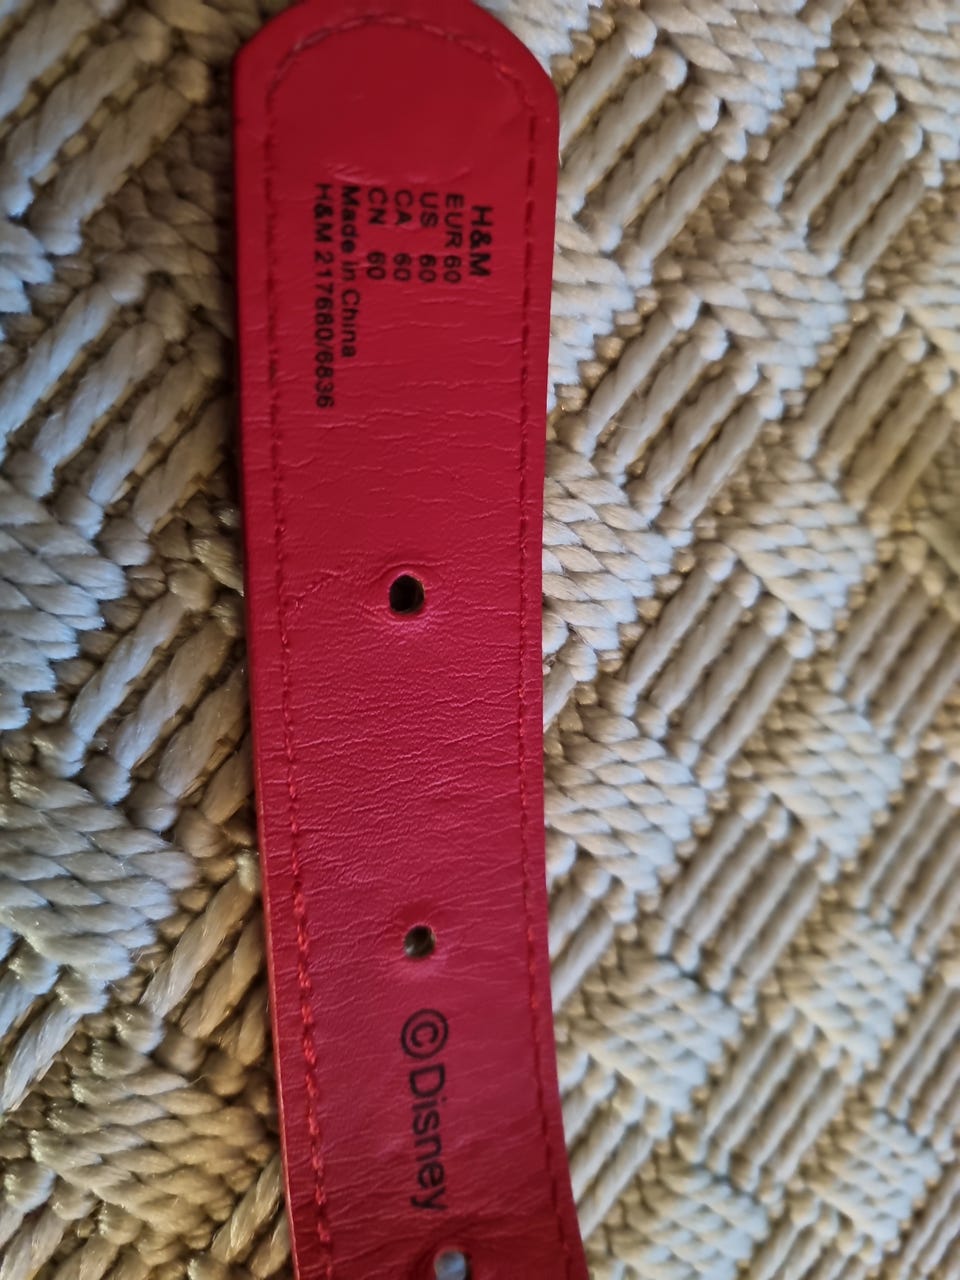 H&M
EUR 60
US 60
CA 60
CN 60
Made in China
H&M 217680/6836
©Disney